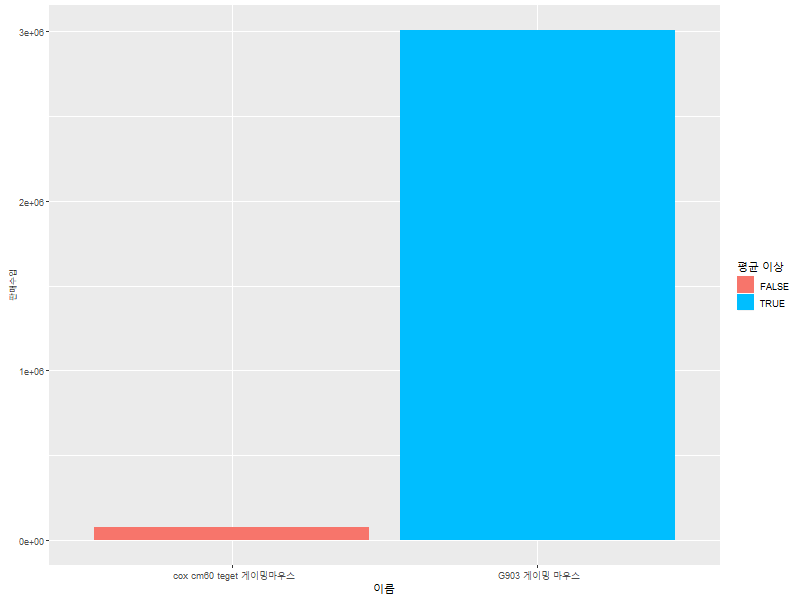 3e+06
2e+06
1e+06
0e+00
판매수입
cox cm60 teget 게이밍마우스
G903 게이밍 마우스
이름
평균 이상
FALSE
TRUE